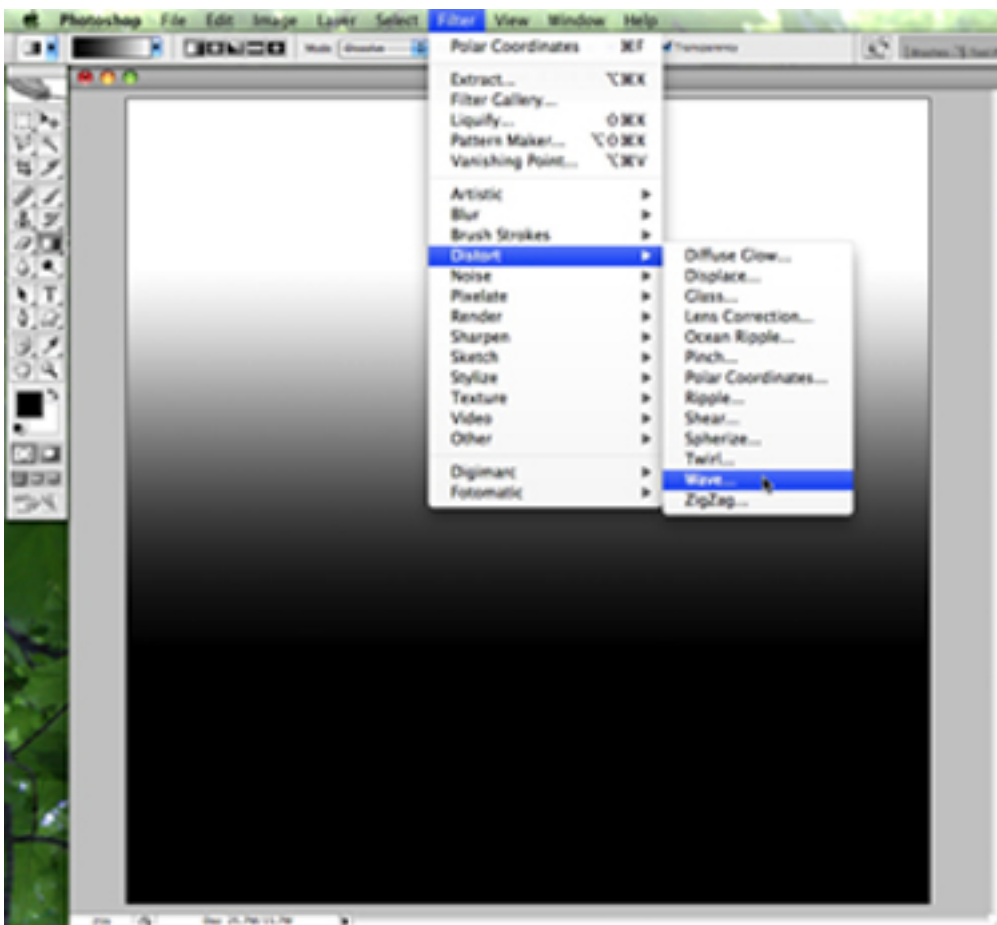 Photoshop File Edit Image Layer Select Filter View Window Help
Mode: Dissolve
Transparency
Polar Coordinates ⌘F
Extract... ⌥⌘X
Filter Gallery...
Liquify... ⇧⌘X
Pattern Maker... ⌥⇧⌘X
Vanishing Point... ⌥⌘V
Artistic
Blur
Brush Strokes
Distort
Noise
Pixelate
Render
Sharpen
Sketch
Stylize
Texture
Video
Other
Digimarc
Fotomatic
Diffuse Glow...
Displace...
Glass...
Lens Correction...
Ocean Ripple...
Pinch...
Polar Coordinates...
Ripple...
Shear...
Spherize...
Twirl...
Wave...
ZigZag...